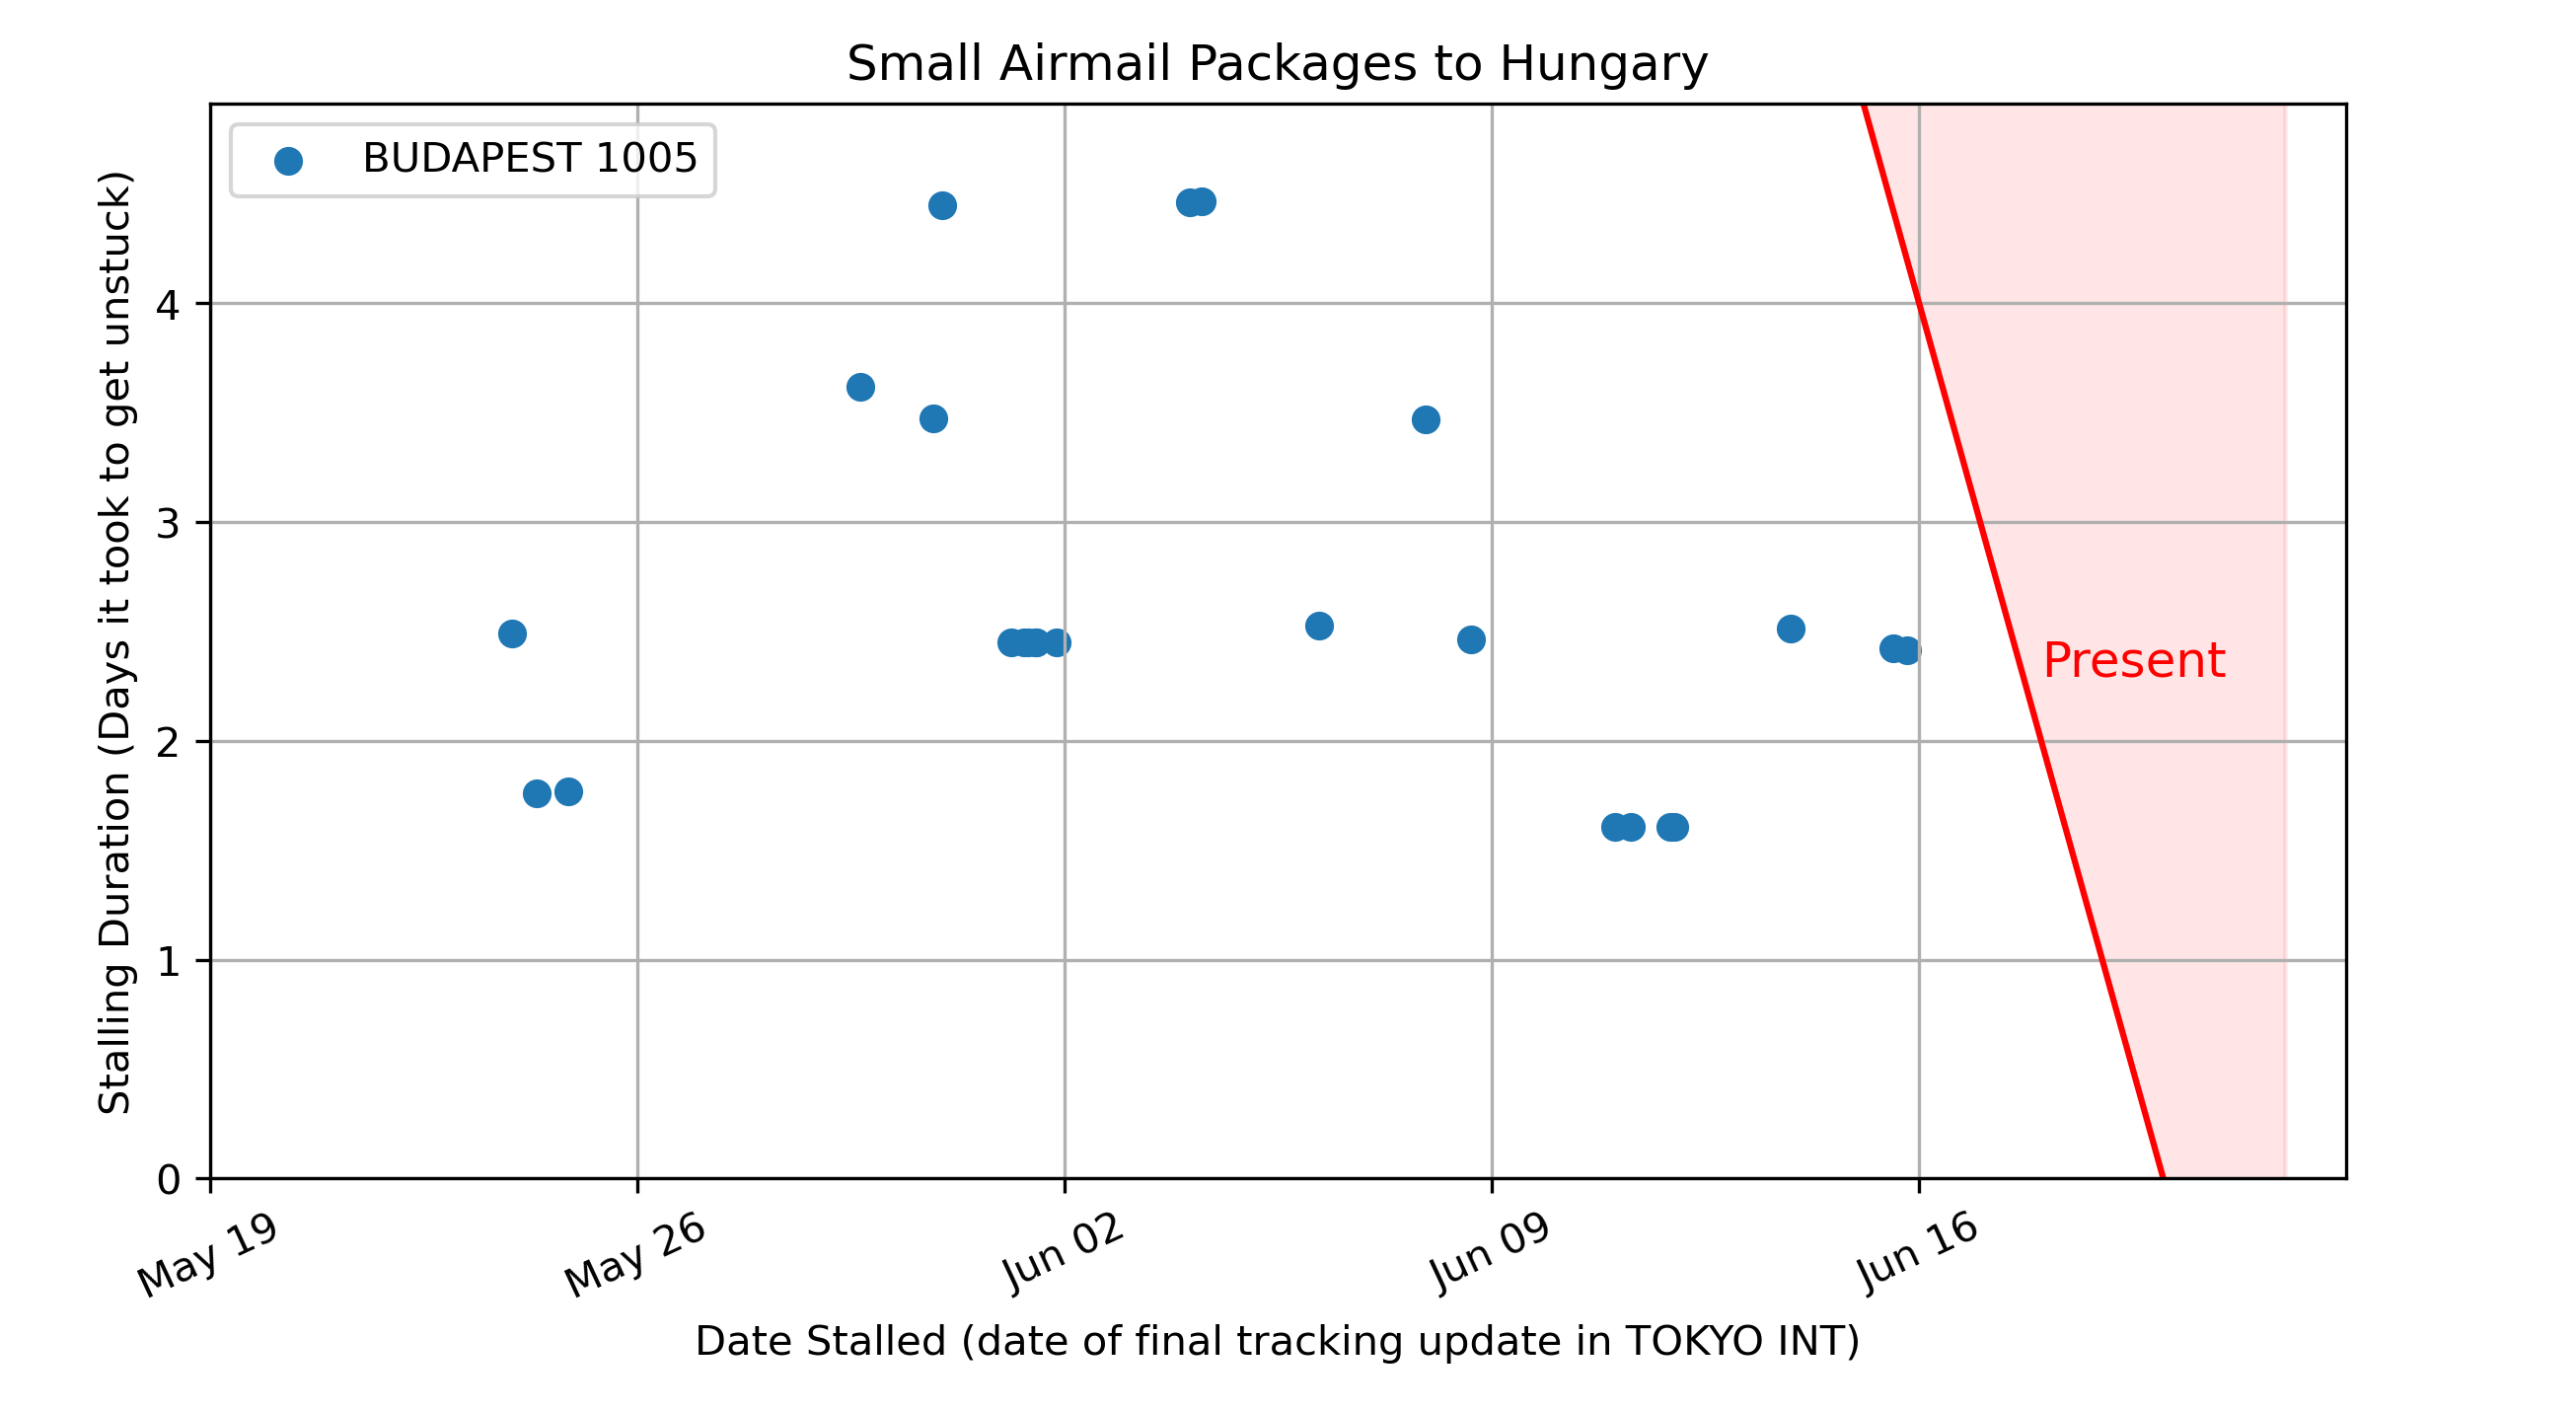 Small Airmail Packages to Hungary
BUDAPEST 1005
Stalling Duration (Days it took to get unstuck)
4
3
2
1
0
Present
May 19
May 26
Jun 02
Jun 09
Jun 16
Date Stalled (date of final tracking update in TOKYO INT)